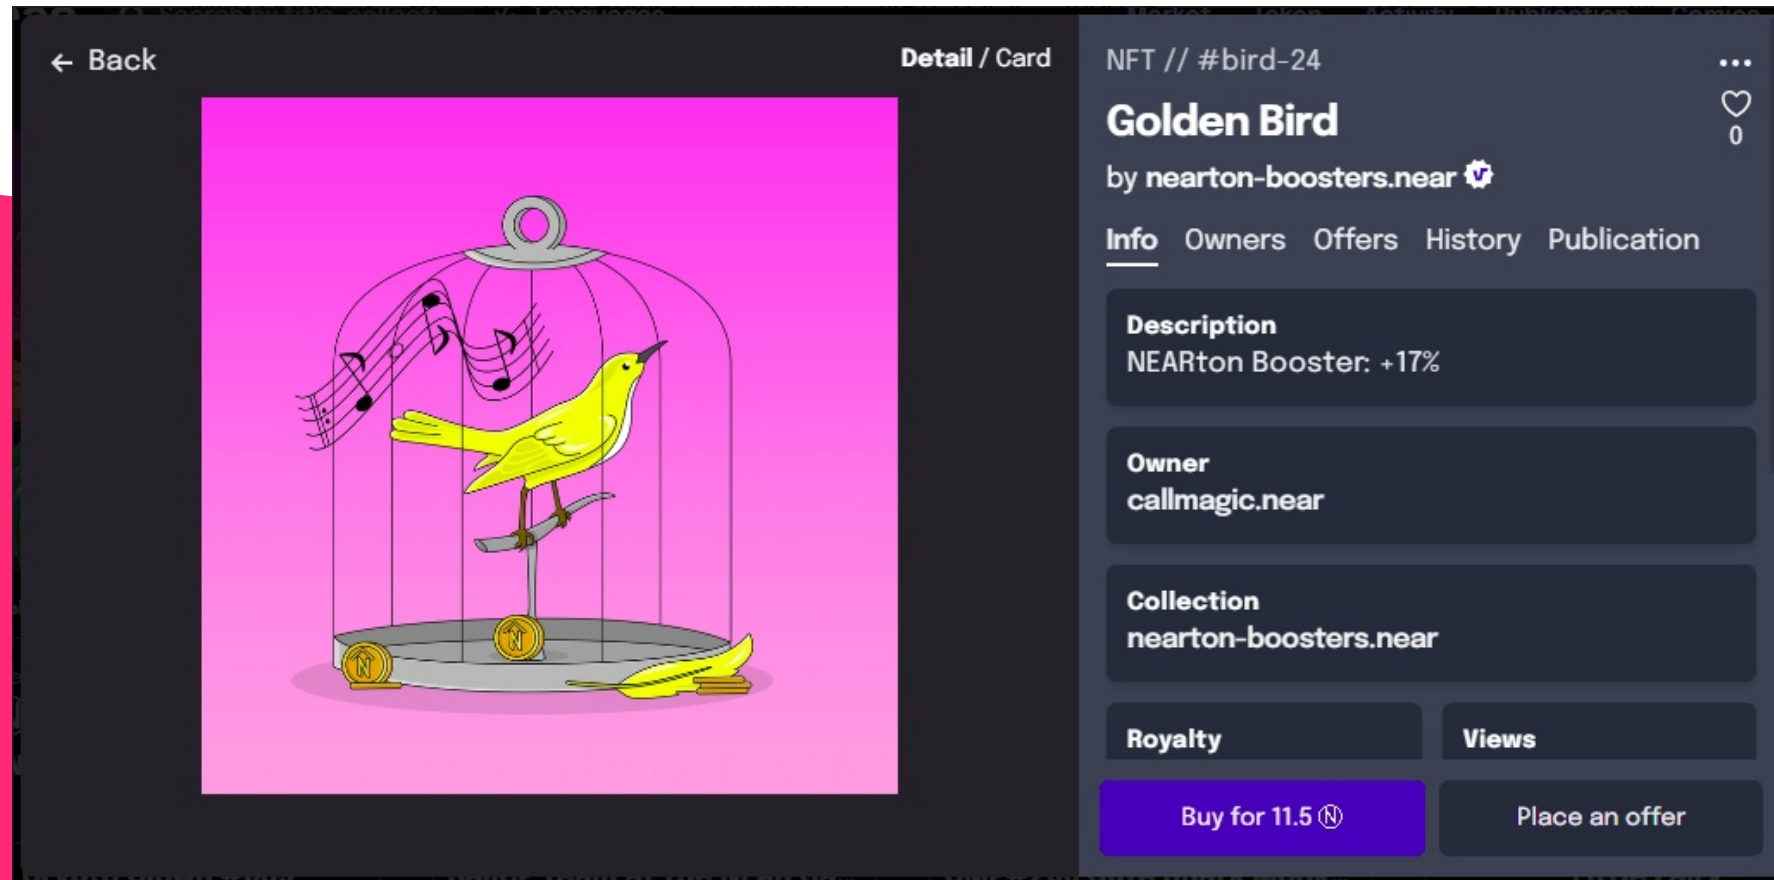 ← Back
Detail / Card
NFT // #bird-24
Golden Bird
0
by nearton-boosters.near
Info Owners Offers History Publication
Description
NEARton Booster: +17%
Owner
callmagic.near
Collection
nearton-boosters.near
Royalty
Views
Buy for 11.5 Ⓝ
Place an offer